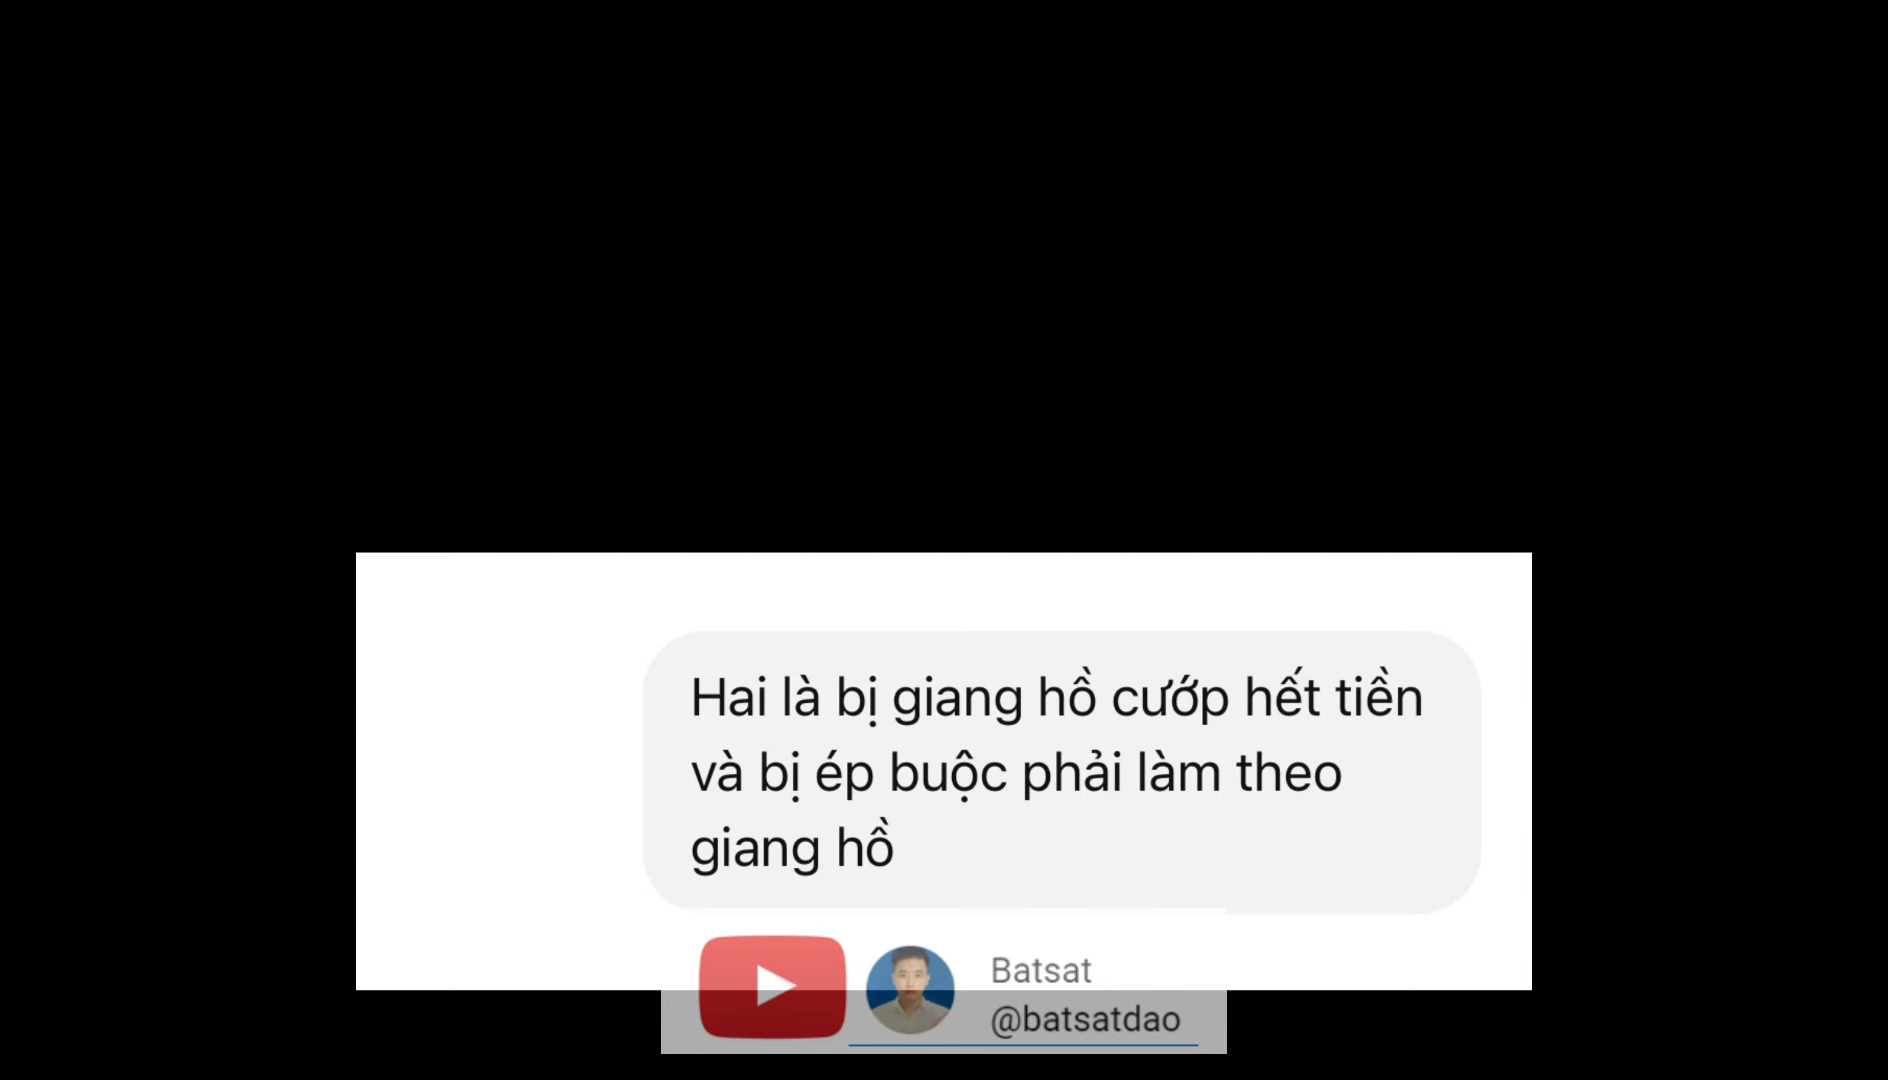 Hai là bị giang hồ cướp hết tiền
và bị ép buộc phải làm theo
giang hồ
Batsat
@batsatdao